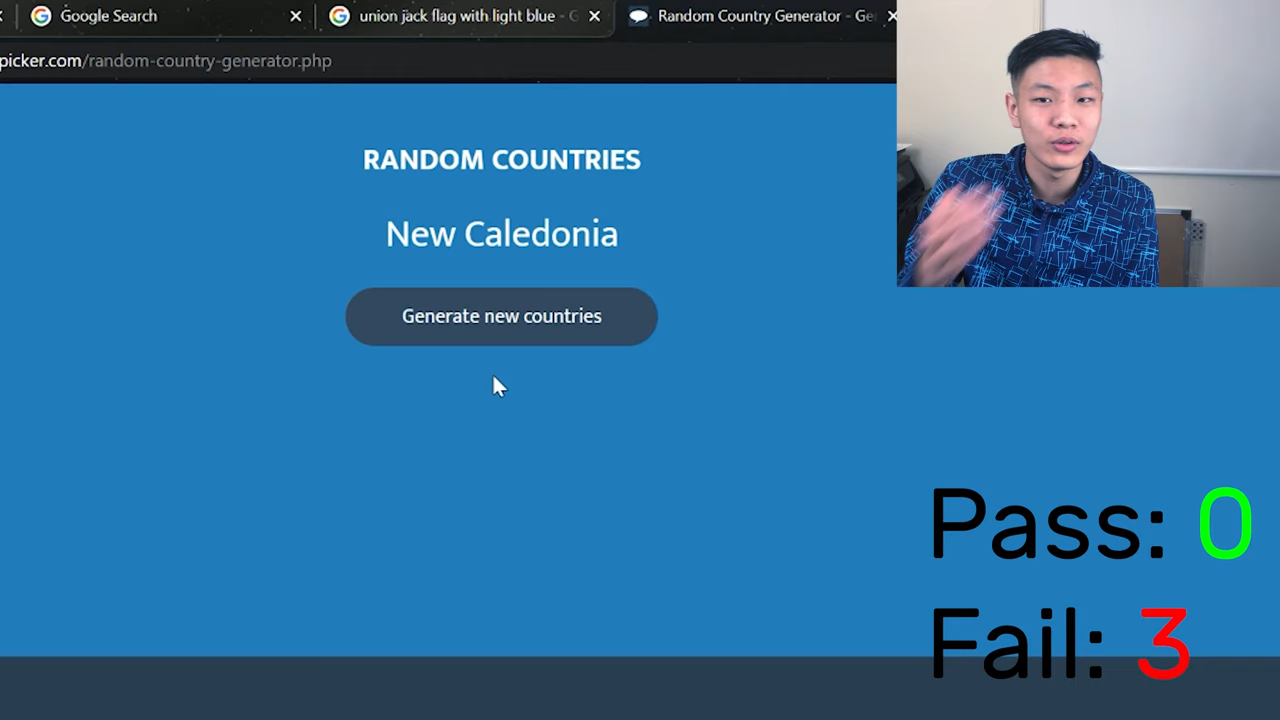 Google Search
union jack flag with light blue - G
Random Country Generator - Ge
picker.com/random-country-generator.php
RANDOM COUNTRIES
New Caledonia
Generate new countries
Pass: 0
Fail: 3